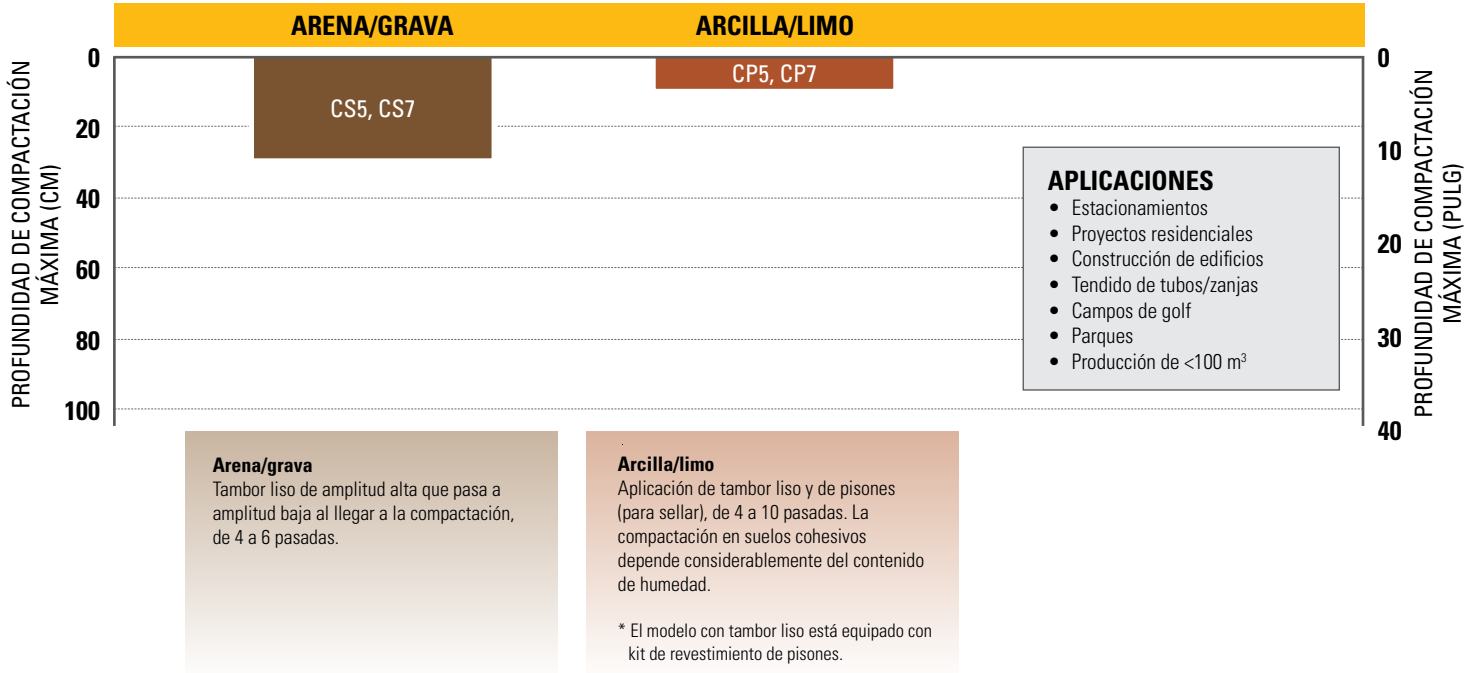 ARENA/GRAVA
ARCILLA/LIMO
PROFUNDIDAD DE COMPACTACIÓN
MÁXIMA (CM)
0
20
40
60
80
100
CS5, CS7
CP5, CP7
APLICACIONES
• Estacionamientos
• Proyectos residenciales
• Construcción de edificios
• Tendido de tubos/zanjas
• Campos de golf
• Parques
• Producción de <100 m³
0
10
20
30
40
PROFUNDIDAD DE COMPACTACIÓN
MÁXIMA (PULG)
Arena/grava
Tambor liso de amplitud alta que pasa a
amplitud baja al llegar a la compactación,
de 4 a 6 pasadas.
Arcilla/limo
Aplicación de tambor liso y de pisones
(para sellar), de 4 a 10 pasadas. La
compactación en suelos cohesivos
depende considerablemente del contenido
de humedad.
* El modelo con tambor liso está equipado con
kit de revestimiento de pisones.